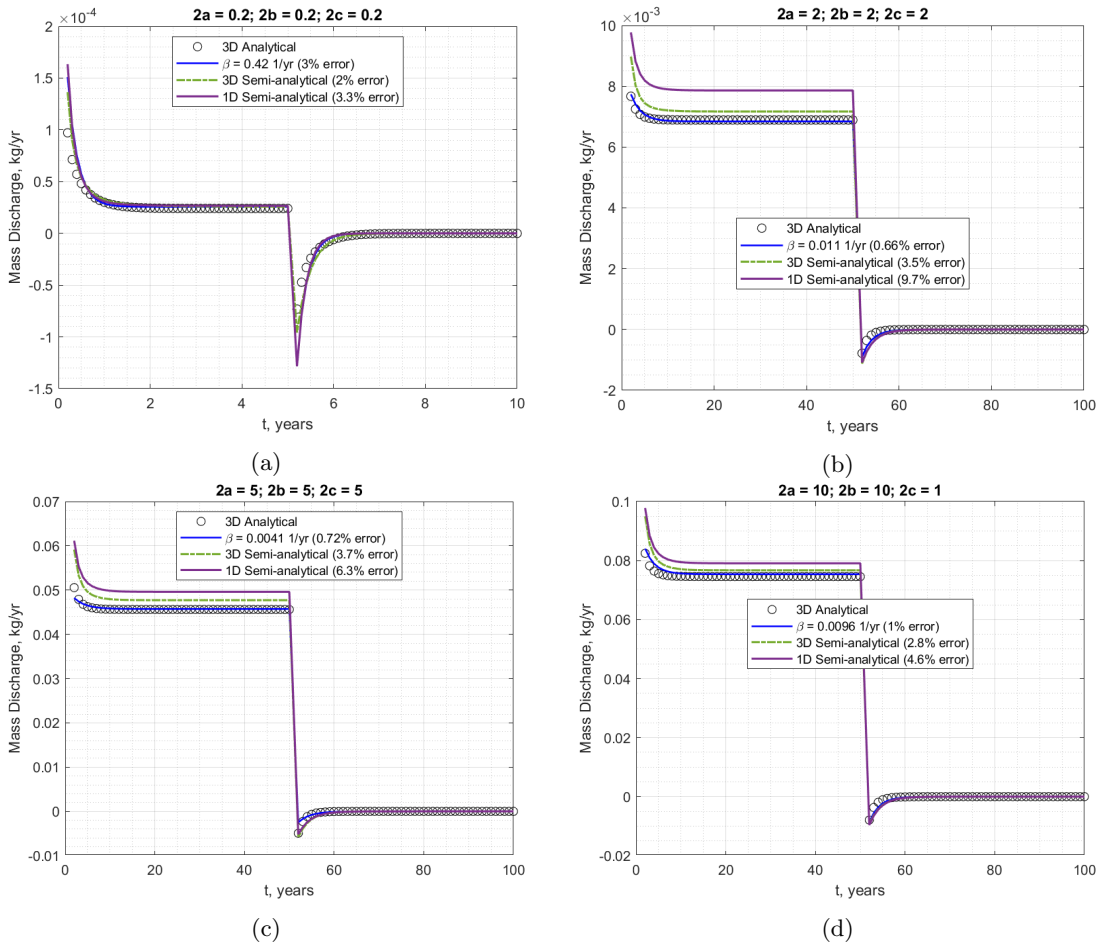 2a = 0.2; 2b = 0.2; 2c = 0.2
×10⁻⁴
2
1.5
1
0.5
0
-0.5
-1
-1.5
Mass Discharge, kg/yr
3D Analytical
β = 0.42 1/yr (3% error)
3D Semi-analytical (2% error)
1D Semi-analytical (3.3% error)
0 2 4 6 8 10
t, years
(a)
2a = 2; 2b = 2; 2c = 2
×10⁻³
10
8
6
4
2
0
-2
Mass Discharge, kg/yr
3D Analytical
β = 0.011 1/yr (0.66% error)
3D Semi-analytical (3.5% error)
1D Semi-analytical (9.7% error)
0 20 40 60 80 100
t, years
(b)
2a = 5; 2b = 5; 2c = 5
0.07
0.06
0.05
0.04
0.03
0.02
0.01
0
-0.01
Mass Discharge, kg/yr
3D Analytical
β = 0.0041 1/yr (0.72% error)
3D Semi-analytical (3.7% error)
1D Semi-analytical (6.3% error)
0 20 40 60 80 100
t, years
(c)
2a = 10; 2b = 10; 2c = 1
0.1
0.08
0.06
0.04
0.02
0
-0.02
Mass Discharge, kg/yr
3D Analytical
β = 0.0096 1/yr (1% error)
3D Semi-analytical (2.8% error)
1D Semi-analytical (4.6% error)
0 20 40 60 80 100
t, years
(d)